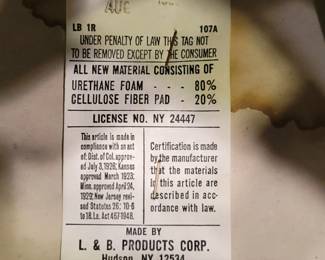 AUG
LB 1R 107A
UNDER PENALTY OF LAW THIS TAG NOT
TO BE REMOVED EXCEPT BY THE CONSUMER
ALL NEW MATERIAL CONSISTING OF
URETHANE FOAM --- 80%
CELLULOSE FIBER PAD - 20%
LICENSE NO. NY 24447
This article is made in
compliance with an act
of; Dist. of Col. approv-
ed July 3, 1926; Kansas
approved March 1923;
Minn. approved April 24,
1929; New Jersey revi-
sed Statutes 26: 10-6
to 18. La. Act 467-1948.
Certification is made
by the manufacturer
that the materials
in this article are
described in acc-
ordance with law.
MADE BY
L. & B. PRODUCTS CORP.
Hudson, NY 12534